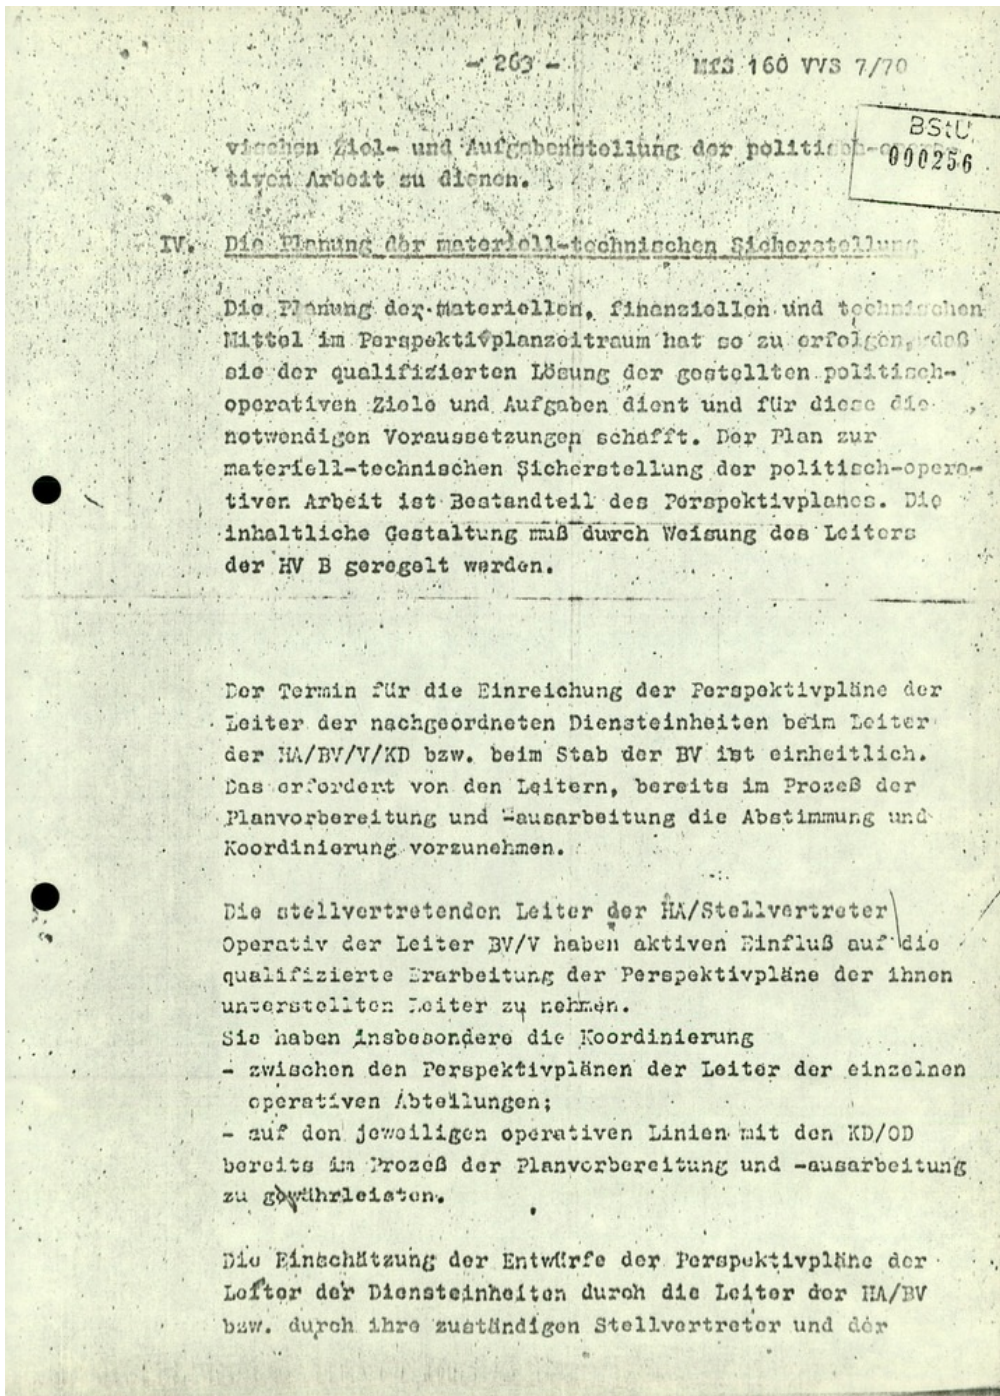 - 263 -
MfS 160 VVS 7/70
BStU
000256
vischen Ziel- und Aufgabenstellung der politisch-opera-
tiven Arbeit zu dienen.
IV. Die Planung der materiell-technischen Sicherstellung
Die Planung der materiellen, finanziellen und technischen
Mittel im Perspektivplanzeitraum hat so zu erfolgen, daß
sie der qualifizierten Lösung der gestellten politisch-
operativen Ziele und Aufgaben dient und für diese die
notwendigen Voraussetzungen schafft. Der Plan zur
materiell-technischen Sicherstellung der politisch-opera-
tiven Arbeit ist Bestandteil des Perspektivplanes. Die
inhaltliche Gestaltung muß durch Weisung des Leiters
der HV B geregelt werden.
Der Termin für die Einreichung der Perspektivpläne der
Leiter der nachgeordneten Diensteinheiten beim Leiter
der HA/BV/V/KD bzw. beim Stab der BV ist einheitlich.
Das erfordert von den Leitern, bereits im Prozeß der
Planvorbereitung und -ausarbeitung die Abstimmung und
Koordinierung vorzunehmen.
Die stellvertretenden Leiter der HA/Stellvertreter
Operativ der Leiter BV/V haben aktiven Einfluß auf die
qualifizierte Erarbeitung der Perspektivpläne der ihnen
unterstellten Leiter zu nehmen.
Sie haben insbesondere die Koordinierung
- zwischen den Perspektivplänen der Leiter der einzelnen
operativen Abteilungen;
- auf den jeweiligen operativen Linien mit den KD/OD
bereits im Prozeß der Planvorbereitung und -ausarbeitung
zu gewährleisten.
Die Einschätzung der Entwürfe der Perspektivpläne der
Leiter der Diensteinheiten durch die Leiter der HA/BV
bzw. durch ihre zuständigen Stellvertreter und der